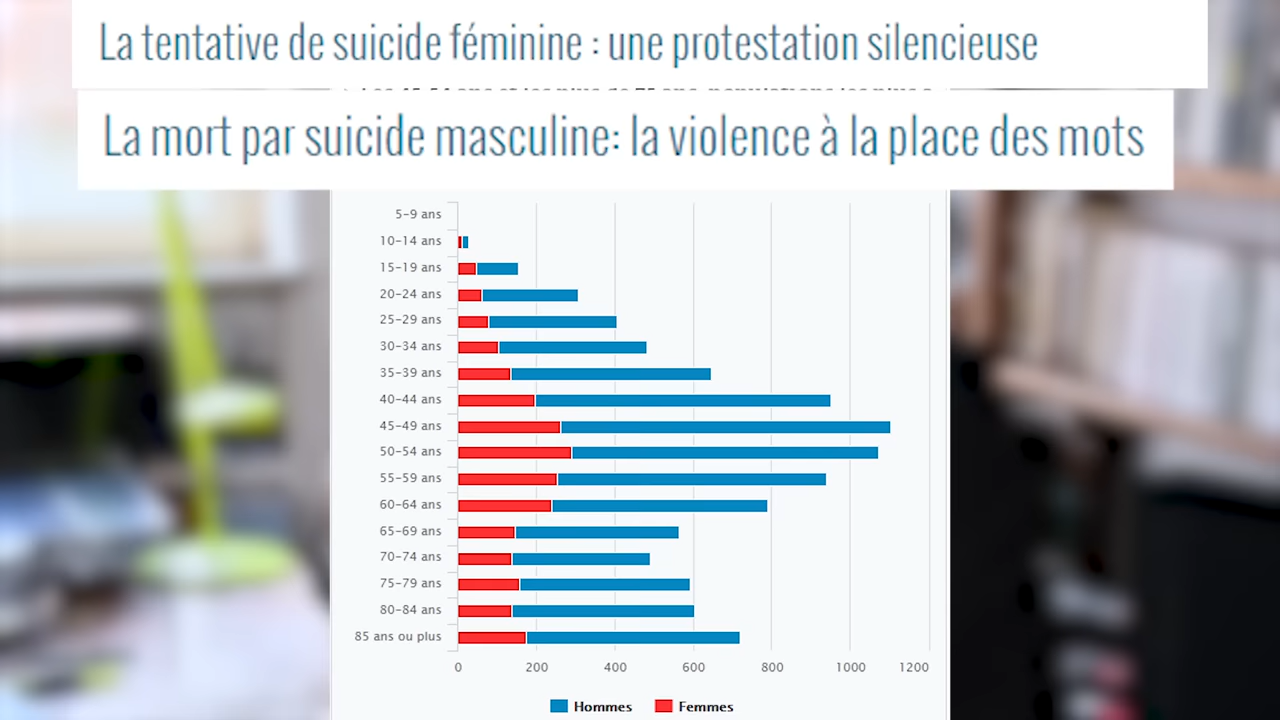 La tentative de suicide féminine : une protestation silencieuse
La mort par suicide masculine: la violence à la place des mots
5-9 ans
10-14 ans
15-19 ans
20-24 ans
25-29 ans
30-34 ans
35-39 ans
40-44 ans
45-49 ans
50-54 ans
55-59 ans
60-64 ans
65-69 ans
70-74 ans
75-79 ans
80-84 ans
85 ans ou plus
0 200 400 600 800 1000 1200
Hommes Femmes